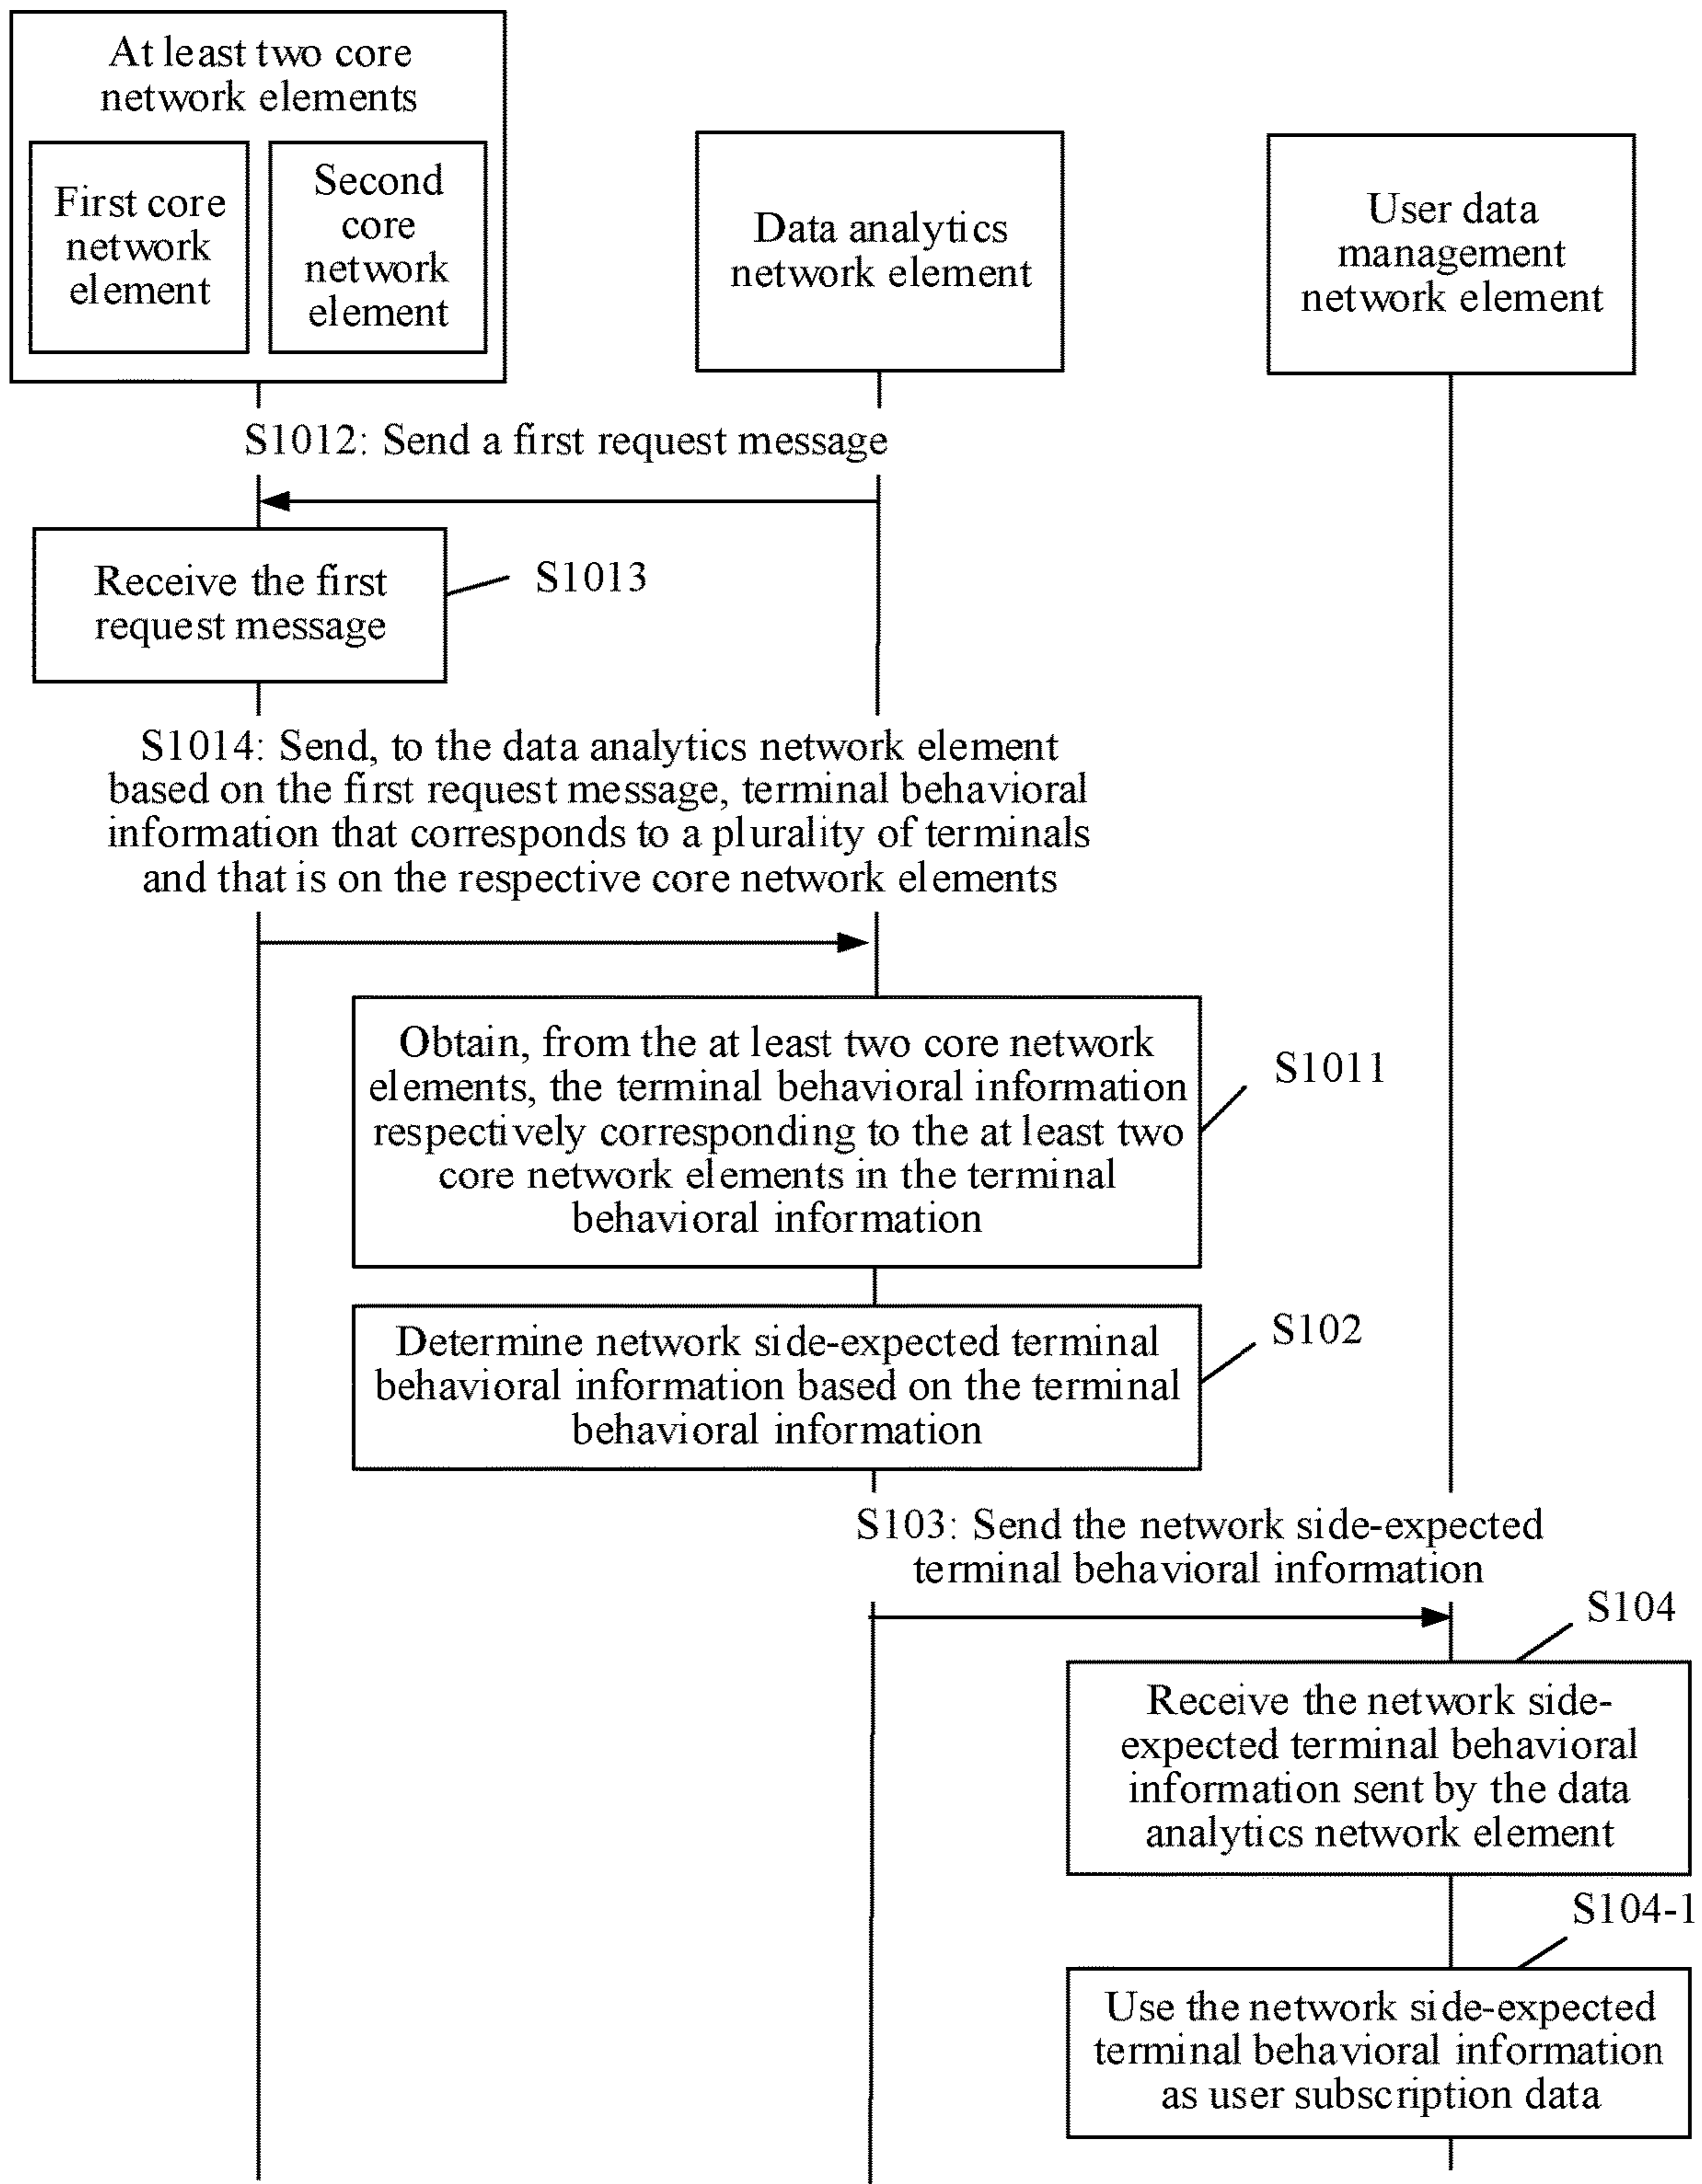 At least two core
network elements
First core
network
element
Second
core
network
element
Data analytics
network element
User data
management
network element
S1012: Send a first request message
Receive the first
request message
S1013
S1014: Send, to the data analytics network element
based on the first request message, terminal behavioral
information that corresponds to a plurality of terminals
and that is on the respective core network elements
Obtain, from the at least two core network
elements, the terminal behavioral information
respectively corresponding to the at least two
core network elements in the terminal
behavioral information
S1011
Determine network side-expected terminal
behavioral information based on the terminal
behavioral information
S102
S103: Send the network side-expected
terminal behavioral information
S104
Receive the network side-
expected terminal behavioral
information sent by the data
analytics network element
S104-1
Use the network side-expected
terminal behavioral information
as user subscription data